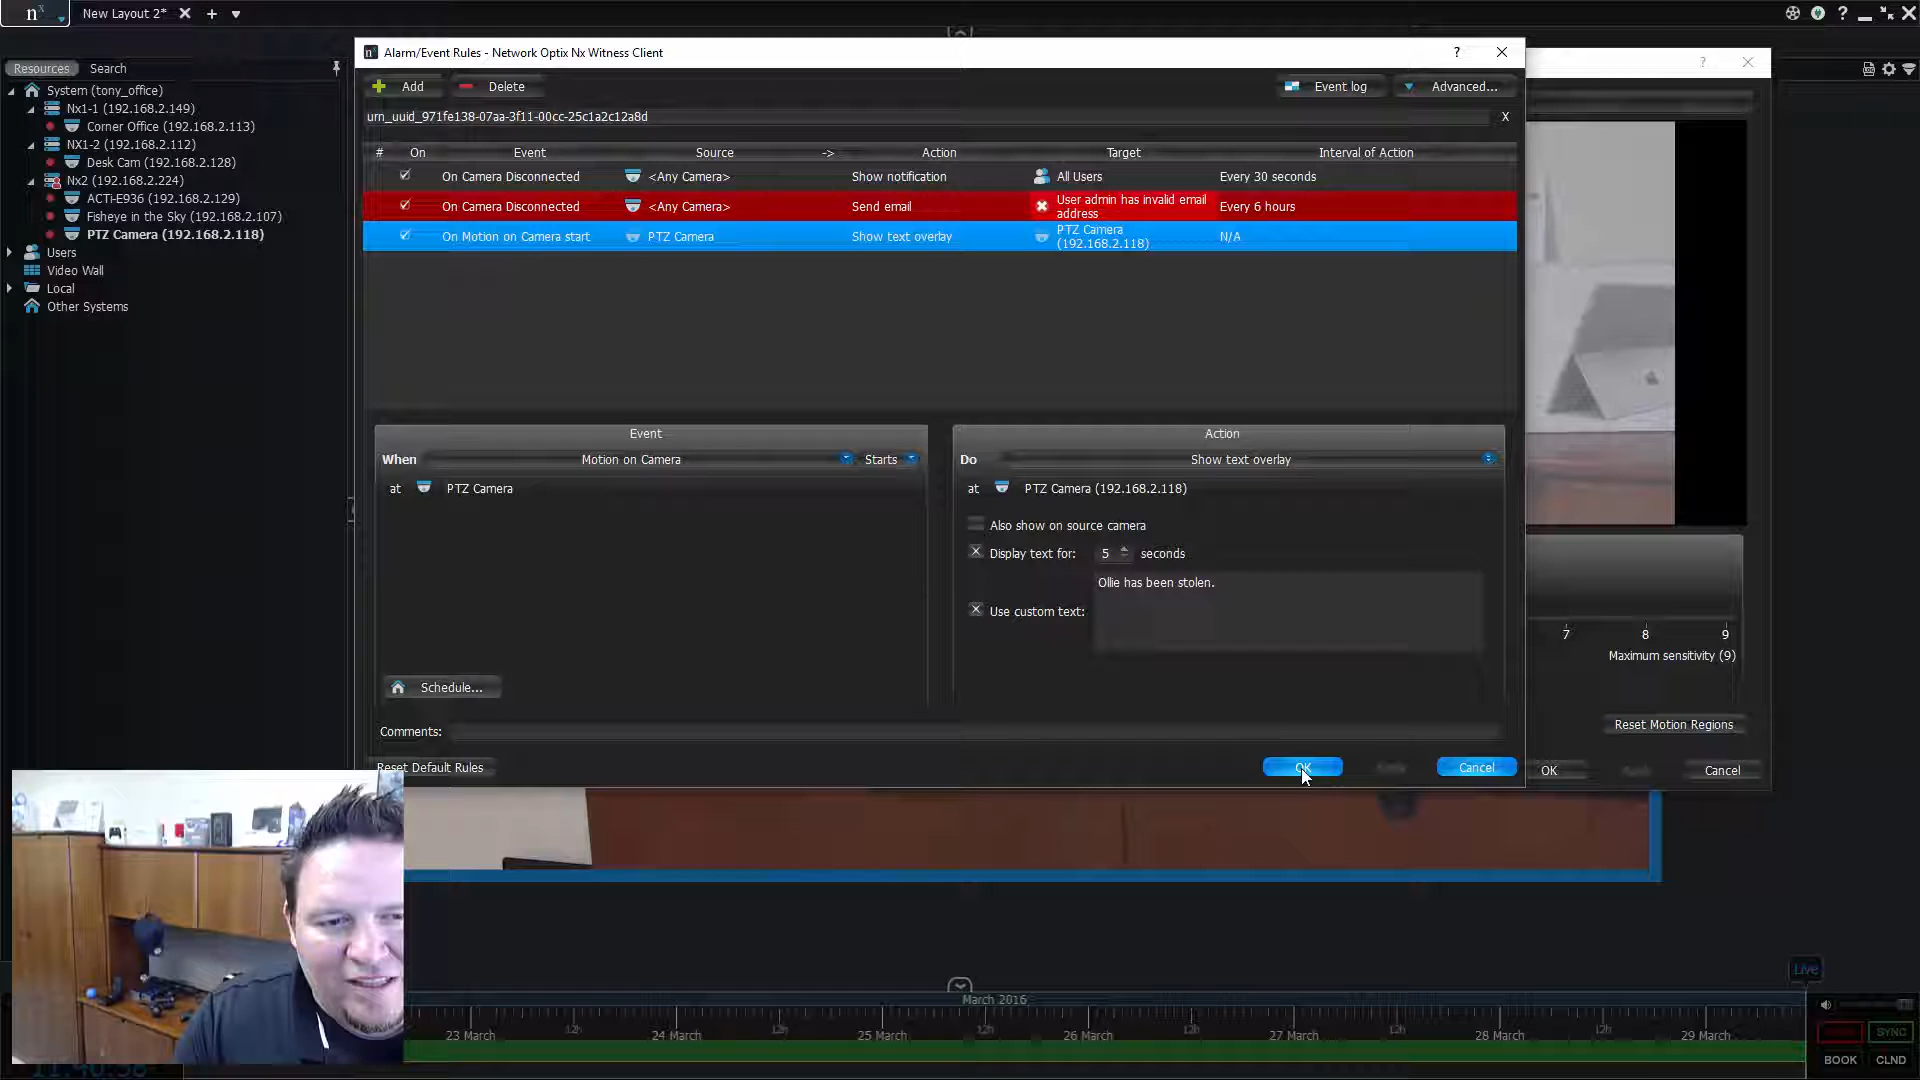 New Layout 2*
Alarm/Event Rules - Network Optix Nx Witness Client
Resources
Search
System (tony_office)
Nx1-1 (192.168.2.149)
Corner Office (192.168.2.113)
NX1-2 (192.168.2.112)
Desk Cam (192.168.2.128)
Nx2 (192.168.2.224)
ACTi-E936 (192.168.2.129)
Fisheye in the Sky (192.168.2.107)
PTZ Camera (192.168.2.118)
Users
Video Wall
Local
Other Systems
Add
Delete
Event log
Advanced...
urn_uuid_971fe138-07aa-3f11-00cc-25c1a2c12a8d
X
# On Event Source -> Action Target Interval of Action
On Camera Disconnected <Any Camera> Show notification All Users Every 30 seconds
On Camera Disconnected <Any Camera> Send email User admin has invalid email address Every 6 hours
On Motion on Camera start PTZ Camera Show text overlay PTZ Camera (192.168.2.118) N/A
Event
When Motion on Camera Starts
at PTZ Camera
Schedule...
Action
Do Show text overlay
at PTZ Camera (192.168.2.118)
Also show on source camera
Display text for: 5 seconds
Ollie has been stolen.
Use custom text:
Comments:
Reset Default Rules
OK
Cancel
7 8 9
Maximum sensitivity (9)
Reset Motion Regions
OK
Cancel
Live
March 2016
23 March 12h 24 March 12h 25 March 12h 26 March 12h 27 March 12h 28 March 12h 29 March
SYNC
BOOK
CLND